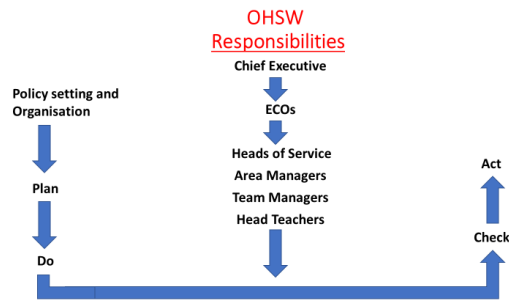 OHSW
Responsibilities
Chief Executive
Policy setting and
Organisation
ECOs
Heads of Service
Area Managers
Team Managers
Head Teachers
Plan
Do
Act
Check